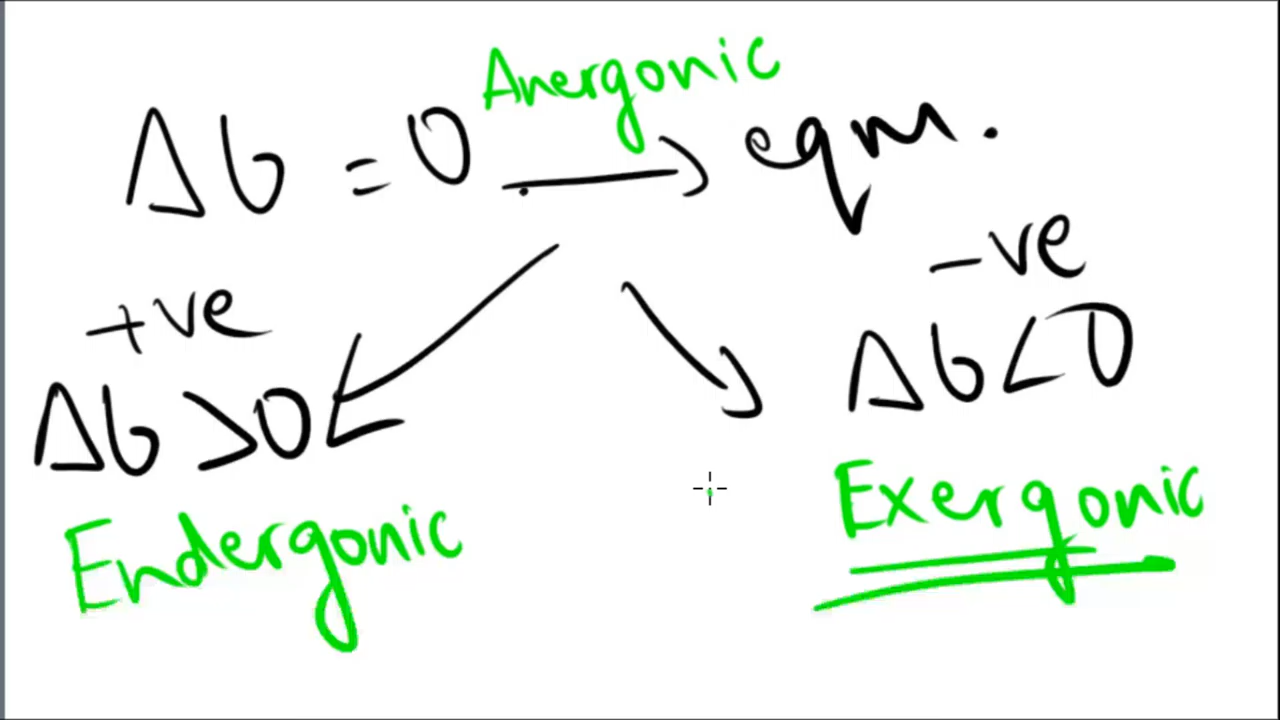 Anergonic
ΔG = 0 → eqm.
+ve
-ve
ΔG > 0
ΔG < 0
Endergonic
Exergonic